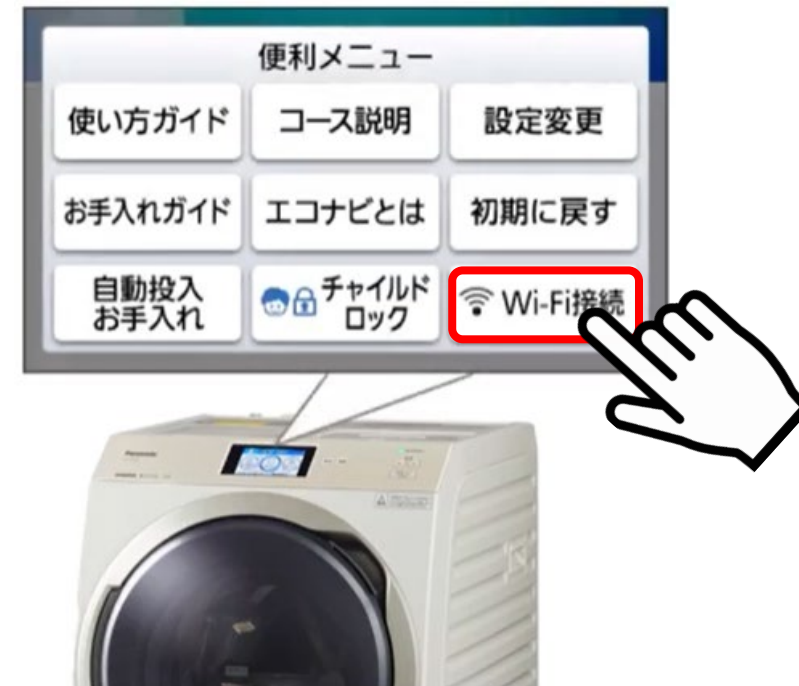 便利メニュー
使い方ガイド
コース説明
設定変更
お手入れガイド
エコナビとは
初期に戻す
自動投入
お手入れ
チャイルド
ロック
Wi-Fi接続
Panasonic